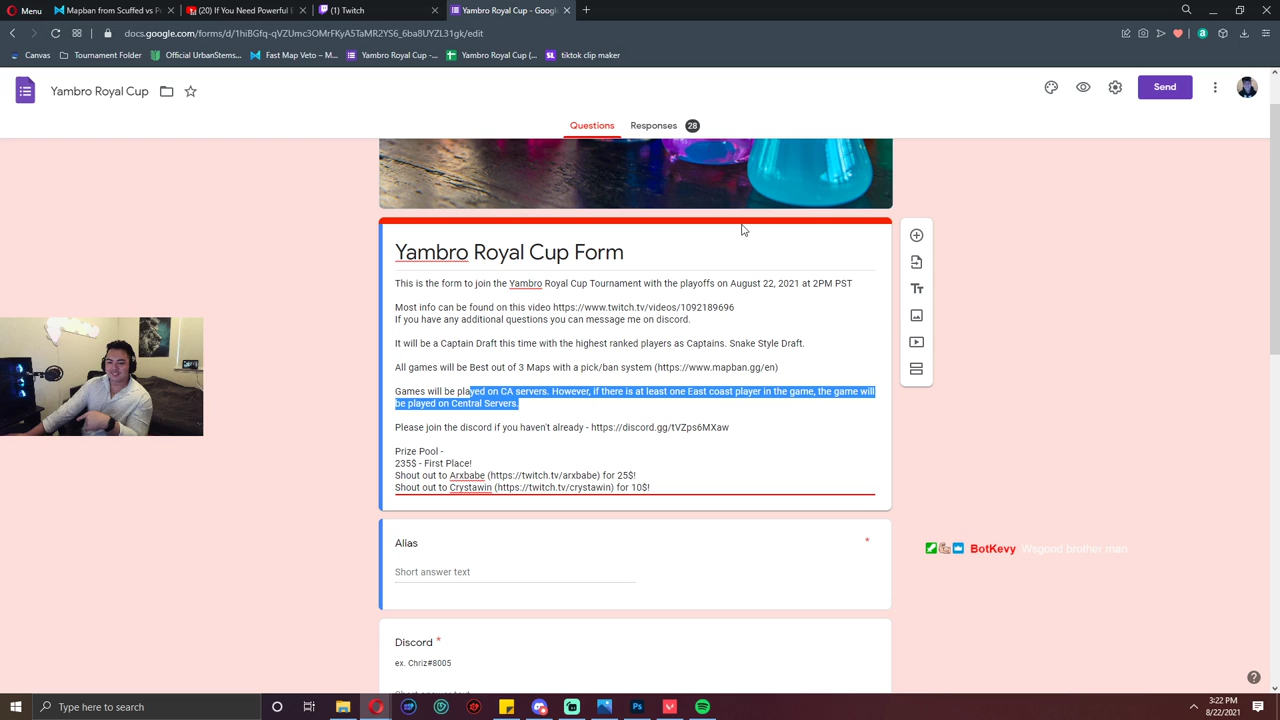 Menu
Mapban from Scuffed vs P
(20) If You Need Powerful E
(1) Twitch
Yambro Royal Cup - Google
docs.google.com/forms/d/
/edit
Canvas
Tournament Folder
Official UrbanStems...
Fast Map Veto – M...
Yambro Royal Cup -...
Yambro Royal Cup (...
tiktok clip maker
Yambro Royal Cup
Send
Questions
Responses 28
Yambro Royal Cup Form
This is the form to join the Yambro Royal Cup Tournament with the playoffs on August 22, 2021 at 2PM PST
Most info can be found on this video https://www.twitch.tv/videos/1092189696
If you have any additional questions you can message me on discord.
It will be a Captain Draft this time with the highest ranked players as Captains. Snake Style Draft.
All games will be Best out of 3 Maps with a pick/ban system (https://www.mapban.gg/en)
Games will be played on CA servers. However, if there is at least one East coast player in the game, the game will
be played on Central Servers.
Please join the discord if you haven't already - https://discord.gg/tVZps6MXaw
Prize Pool -
235$ - First Place!
Shout out to Arxbabe (https://twitch.tv/arxbabe) for 25$!
Shout out to Crystawin (https://twitch.tv/crystawin) for 10$!
Alias *
Short answer text
BotKevy Wsgood brother man
Discord *
ex. Chriz#8005
Type here to search
3:22 PM
8/22/2021